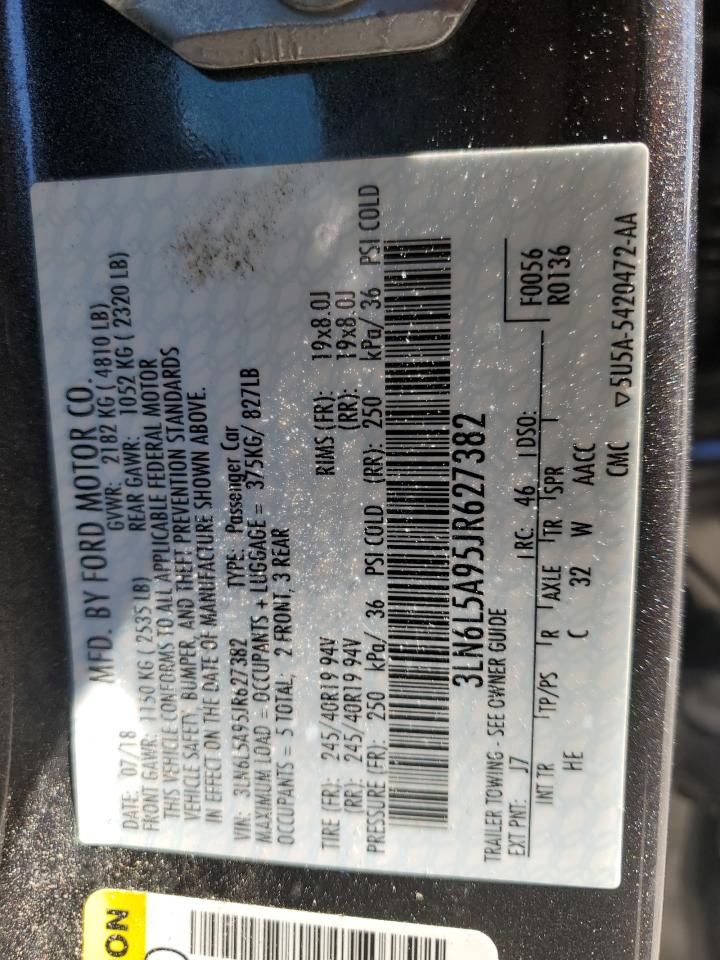 MFD. BY FORD MOTOR CO.
DATE: 07/18 GVWR: 2182 KG ( 4810 LB)
FRONT GAWR: 1150 KG ( 2535 LB) REAR GAWR: 1052 KG ( 2320 LB)
THIS VEHICLE CONFORMS TO ALL APPLICABLE FEDERAL MOTOR
VEHICLE SAFETY, BUMPER, AND THEFT PREVENTION STANDARDS
IN EFFECT ON THE DATE OF MANUFACTURE SHOWN ABOVE.
VIN: 3LN6L5A95JR627382 TYPE: Passenger Car
MAXIMUM LOAD = OCCUPANTS + LUGGAGE = 375KG/ 827LB
OCCUPANTS = 5 TOTAL, 2 FRONT, 3 REAR
TIRE (FR): 245/40R19 94V RIMS (FR): 19x8.0J
(RR): 245/40R19 94V (RR): 19x8.0J
PRESSURE (FR): 250 kPa/ 36 PSI COLD (RR): 250 kPa/ 36 PSI COLD
3LN6L5A95JR627382
TRAILER TOWING - SEE OWNER GUIDE
EXT PNT: J7 RC: 46 DSO: F0056
R0136
INT TR TP/PS R AXLE TR SPR
HE C 32 W AACC
CMC ▽5U5A-5420472-AA
ON